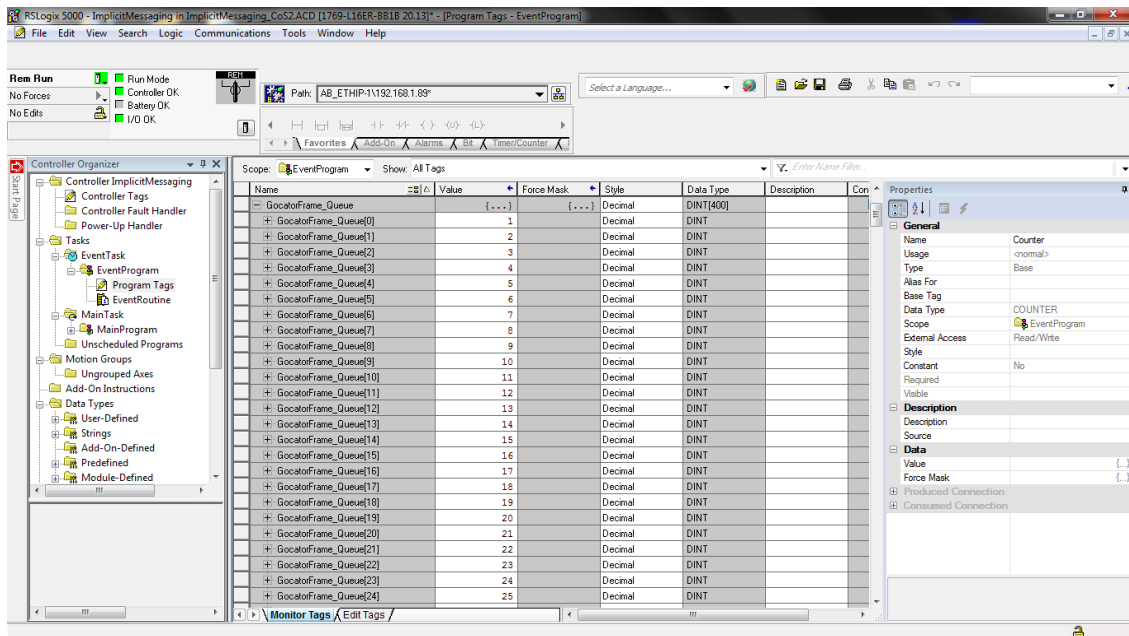 RSLogix 5000 - ImplicitMessaging in ImplicitMessaging_CoS2.ACD [1769-L16ER-BB1B 20.13]* - [Program Tags - EventProgram]
File Edit View Search Logic Communications Tools Window Help
Rem Run
Run Mode
REM
No Forces
Controller OK
Battery OK
No Edits
I/O OK
Path: AB_ETHIP-1\192.168.1.89*
Select a Language...
Favorites Add-On Alarms Bit Timer/Counter
Start Page
Controller Organizer
Controller ImplicitMessaging
Controller Tags
Controller Fault Handler
Power-Up Handler
Tasks
EventTask
EventProgram
Program Tags
EventRoutine
MainTask
MainProgram
Unscheduled Programs
Motion Groups
Ungrouped Axes
Add-On Instructions
Data Types
User-Defined
Strings
Add-On-Defined
Predefined
Module-Defined
Scope: EventProgram Show: All Tags Enter Name Filter...
Name Value Force Mask Style Data Type Description Con
GocatorFrame_Queue {...} {...} Decimal DINT[400]
GocatorFrame_Queue[0] 1 Decimal DINT
GocatorFrame_Queue[1] 2 Decimal DINT
GocatorFrame_Queue[2] 3 Decimal DINT
GocatorFrame_Queue[3] 4 Decimal DINT
GocatorFrame_Queue[4] 5 Decimal DINT
GocatorFrame_Queue[5] 6 Decimal DINT
GocatorFrame_Queue[6] 7 Decimal DINT
GocatorFrame_Queue[7] 8 Decimal DINT
GocatorFrame_Queue[8] 9 Decimal DINT
GocatorFrame_Queue[9] 10 Decimal DINT
GocatorFrame_Queue[10] 11 Decimal DINT
GocatorFrame_Queue[11] 12 Decimal DINT
GocatorFrame_Queue[12] 13 Decimal DINT
GocatorFrame_Queue[13] 14 Decimal DINT
GocatorFrame_Queue[14] 15 Decimal DINT
GocatorFrame_Queue[15] 16 Decimal DINT
GocatorFrame_Queue[16] 17 Decimal DINT
GocatorFrame_Queue[17] 18 Decimal DINT
GocatorFrame_Queue[18] 19 Decimal DINT
GocatorFrame_Queue[19] 20 Decimal DINT
GocatorFrame_Queue[20] 21 Decimal DINT
GocatorFrame_Queue[21] 22 Decimal DINT
GocatorFrame_Queue[22] 23 Decimal DINT
GocatorFrame_Queue[23] 24 Decimal DINT
GocatorFrame_Queue[24] 25 Decimal DINT
Monitor Tags Edit Tags
Properties
General
Name Counter
Usage <normal>
Type Base
Alias For
Base Tag
Data Type COUNTER
Scope EventProgram
External Access Read/Write
Style
Constant No
Required
Visible
Description
Description
Source
Data
Value {...}
Force Mask {...}
Produced Connection
Consumed Connection